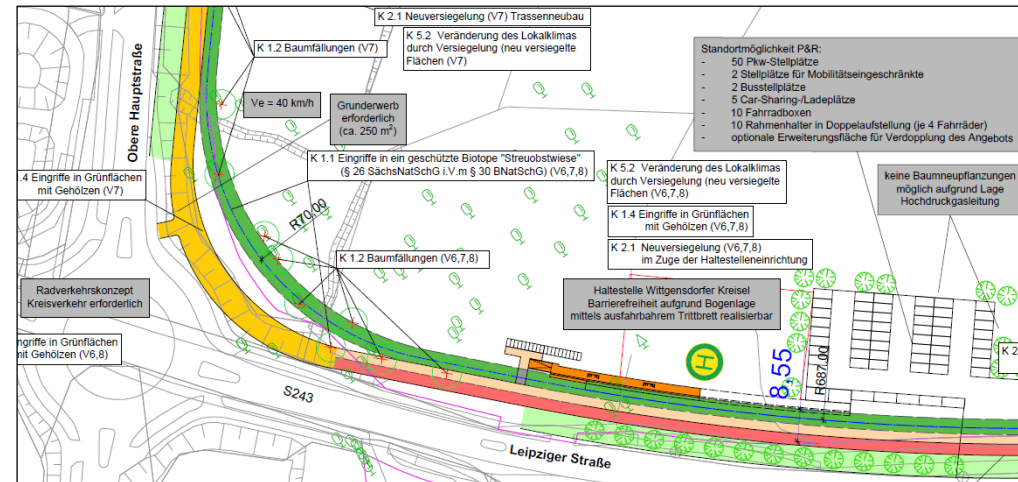 K 2.1 Neuversiegelung (V7) Trassenneubau
K 1.2 Baumfällungen (V7)
K 5.2 Veränderung des Lokalklimas
durch Versiegelung (neu versiegelte
Flächen (V7)
Obere Hauptstraße
Ve = 40 km/h
Grunderwerb
erforderlich
(ca. 250 m²)
Standortmöglichkeit P&R:
- 50 Pkw-Stellplätze
- 2 Stellplätze für Mobilitätseingeschränkte
- 2 Busstellplätze
- 5 Car-Sharing-/Ladeplätze
- 10 Fahrradboxen
- 10 Rahmenhalter in Doppelaufstellung (je 4 Fahrräder)
- optionale Erweiterungsfläche für Verdopplung des Angebots
K 1.1 Eingriffe in ein geschützte Biotope "Streuobstwiese"
(§ 26 SächsNatSchG i.V.m § 30 BNatSchG) (V6,7,8)
.4 Eingriffe in Grünflächen
mit Gehölzen (V7)
K 5.2 Veränderung des Lokalklimas
durch Versiegelung (neu versiegelte
Flächen (V6,7,8)
K 1.4 Eingriffe in Grünflächen
mit Gehölzen (V6,7,8)
K 2.1 Neuversiegelung (V6,7,8)
im Zuge der Haltestelleneinrichtung
keine Baumneupflanzungen
möglich aufgrund Lage
Hochdruckgasleitung
R70,00
K 1.2 Baumfällungen (V6,7,8)
Radverkehrskonzept
Kreisverkehr erforderlich
Haltestelle Wittgensdorfer Kreisel
Barrierefreiheit aufgrund Bogenlage
mittels ausfahrbahrem Trittbrett realisierbar
ngriffe in Grünflächen
mit Gehölzen (V6,8)
H
8,55
R687,00
K 2
S243
Leipziger Straße